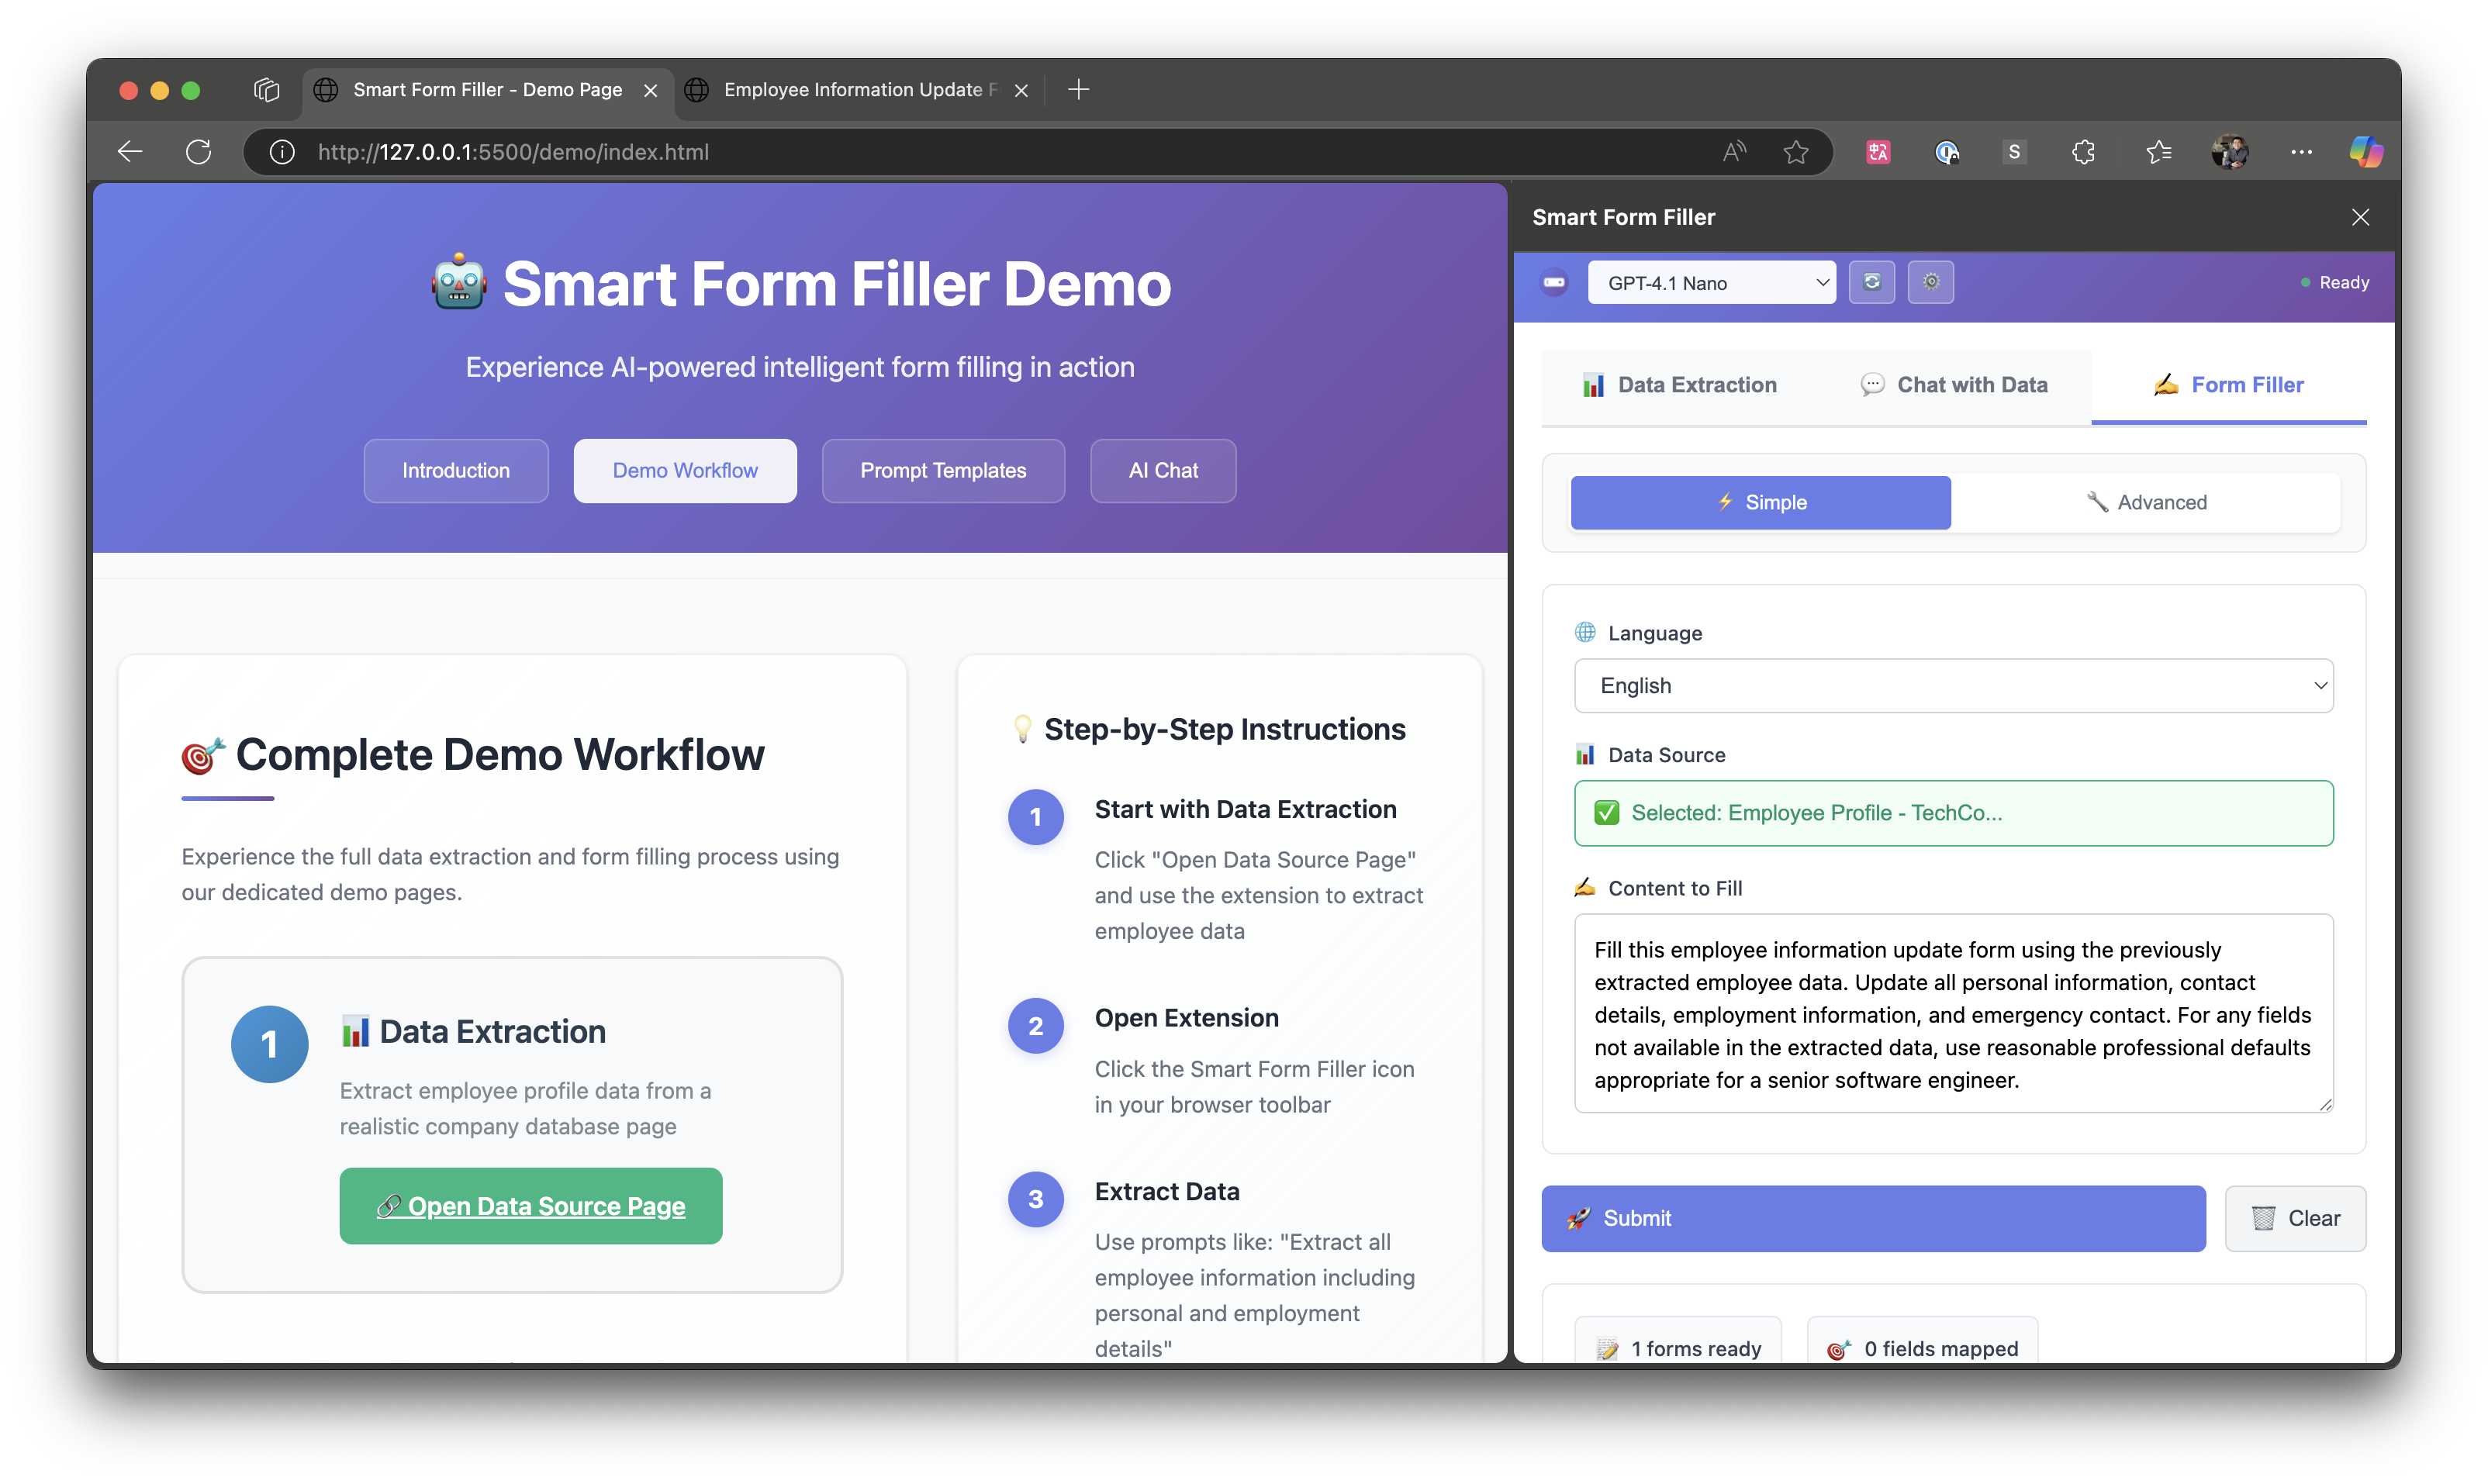 Smart Form Filler - Demo Page
Employee Information Update F
http://127.0.0.1:5500/demo/index.html
Smart Form Filler Demo
Experience AI-powered intelligent form filling in action
Introduction
Demo Workflow
Prompt Templates
AI Chat
Complete Demo Workflow
Experience the full data extraction and form filling process using
our dedicated demo pages.
1
Data Extraction
Extract employee profile data from a
realistic company database page
Open Data Source Page
Step-by-Step Instructions
1
Start with Data Extraction
Click "Open Data Source Page"
and use the extension to extract
employee data
2
Open Extension
Click the Smart Form Filler icon
in your browser toolbar
3
Extract Data
Use prompts like: "Extract all
employee information including
personal and employment
details"
Smart Form Filler
GPT-4.1 Nano
Ready
Data Extraction
Chat with Data
Form Filler
Simple
Advanced
Language
English
Data Source
Selected: Employee Profile - TechCo...
Content to Fill
Fill this employee information update form using the previously
extracted employee data. Update all personal information, contact
details, employment information, and emergency contact. For any fields
not available in the extracted data, use reasonable professional defaults
appropriate for a senior software engineer.
Submit
Clear
1 forms ready
0 fields mapped